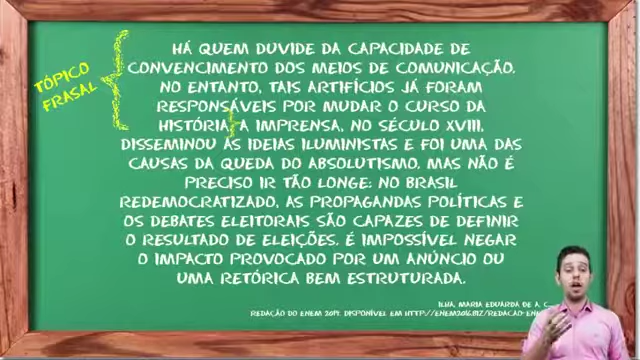 TÓPICO
FRASAL
HÁ QUEM DUVIDE DA CAPACIDADE DE
CONVENCIMENTO DOS MEIOS DE COMUNICAÇÃO.
NO ENTANTO, TAIS ARTIFÍCIOS JÁ FORAM
RESPONSÁVEIS POR MUDAR O CURSO DA
HISTÓRIA. A IMPRENSA, NO SÉCULO XVIII,
DISSEMINOU AS IDEIAS ILUMINISTAS E FOI UMA DAS
CAUSAS DA QUEDA DO ABSOLUTISMO. MAS NÃO É
PRECISO IR TÃO LONGE: NO BRASIL
REDEMOCRATIZADO, AS PROPAGANDAS POLÍTICAS E
OS DEBATES ELEITORAIS SÃO CAPAZES DE DEFINIR
O RESULTADO DE ELEIÇÕES. É IMPOSSÍVEL NEGAR
O IMPACTO PROVOCADO POR UM ANÚNCIO OU
UMA RETÓRICA BEM ESTRUTURADA.
ILHA, MARIA EDUARDA DE A. C.
REDAÇÃO DO ENEM 2014. DISPONÍVEL EM